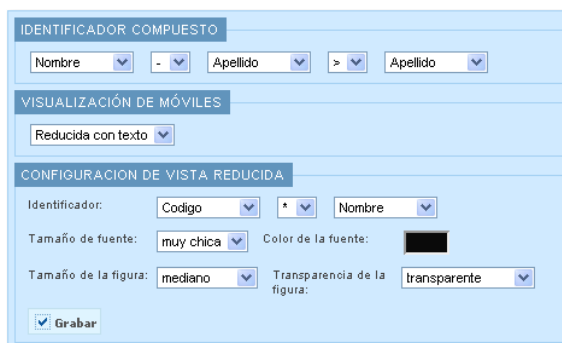 IDENTIFICADOR COMPUESTO
Nombre - Apellido > Apellido
VISUALIZACIÓN DE MÓVILES
Reducida con texto
CONFIGURACION DE VISTA REDUCIDA
Identificador: Codigo * Nombre
Tamaño de fuente: muy chica Color de la fuente:
Tamaño de la figura: mediano Transparencia de la figura: transparente
Grabar